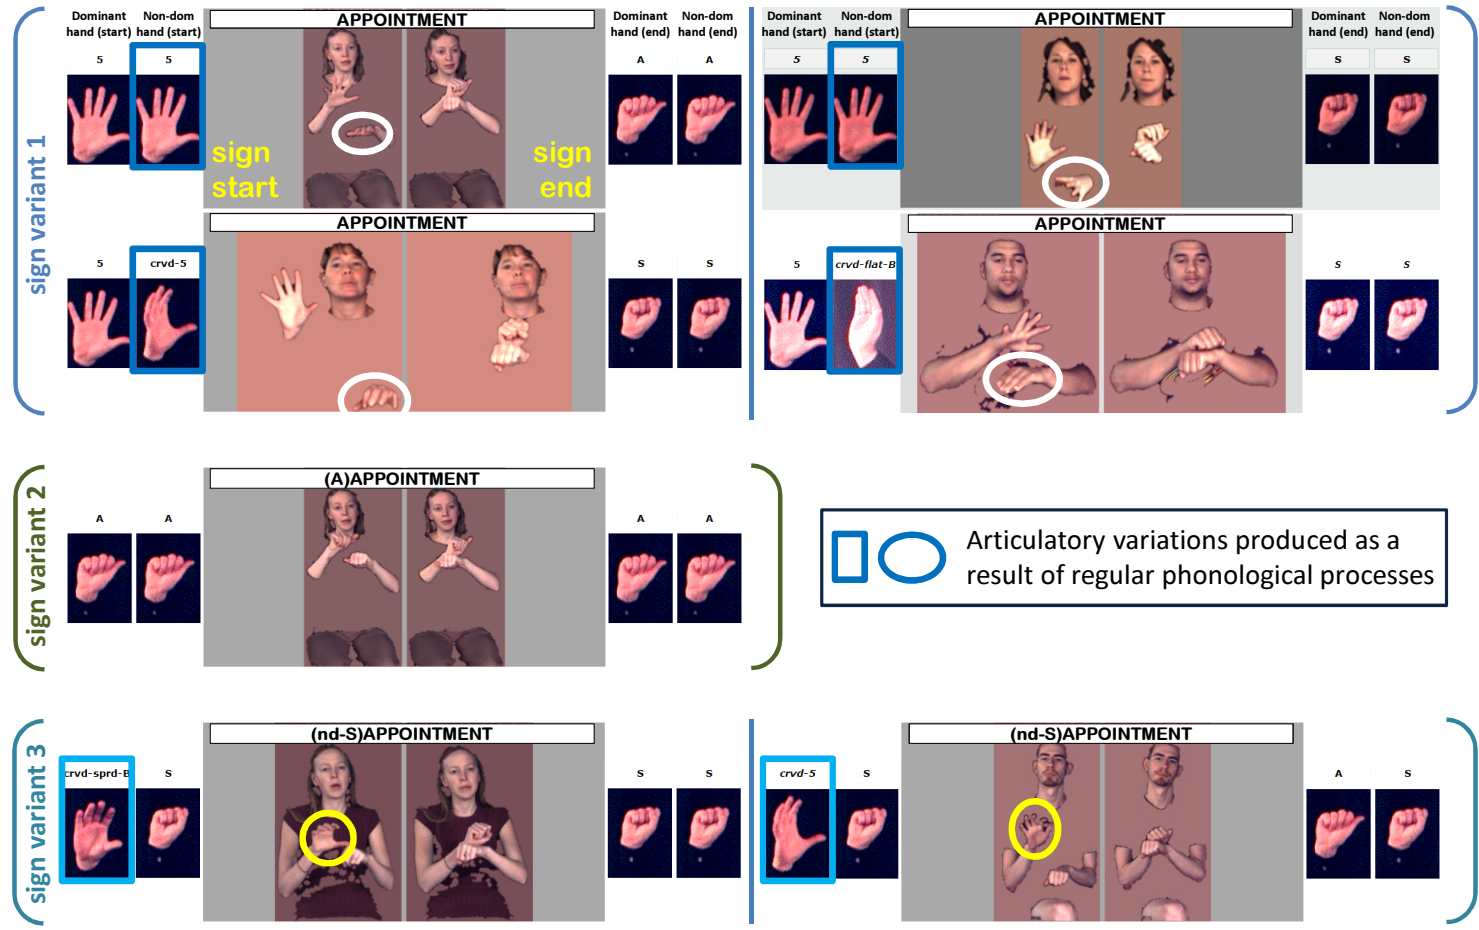 sign variant 1
Dominant hand (start)
Non-dom hand (start)
APPOINTMENT
Dominant hand (end)
Non-dom hand (end)
5
5
A
A
sign start
sign end
Dominant hand (start)
Non-dom hand (start)
APPOINTMENT
Dominant hand (end)
Non-dom hand (end)
5
5
S
S
APPOINTMENT
5
crvd-5
S
S
APPOINTMENT
5
crvd-flat-B
S
S
sign variant 2
(A)APPOINTMENT
A
A
A
A
Articulatory variations produced as a
result of regular phonological processes
sign variant 3
(nd-S)APPOINTMENT
crvd-sprd-B
S
S
S
(nd-S)APPOINTMENT
crvd-5
S
A
S